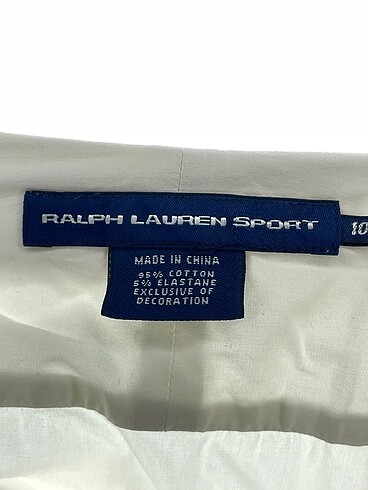 RALPH LAUREN SPORT
10
MADE IN CHINA
95% COTTON
5% ELASTANE
EXCLUSIVE OF
DECORATION